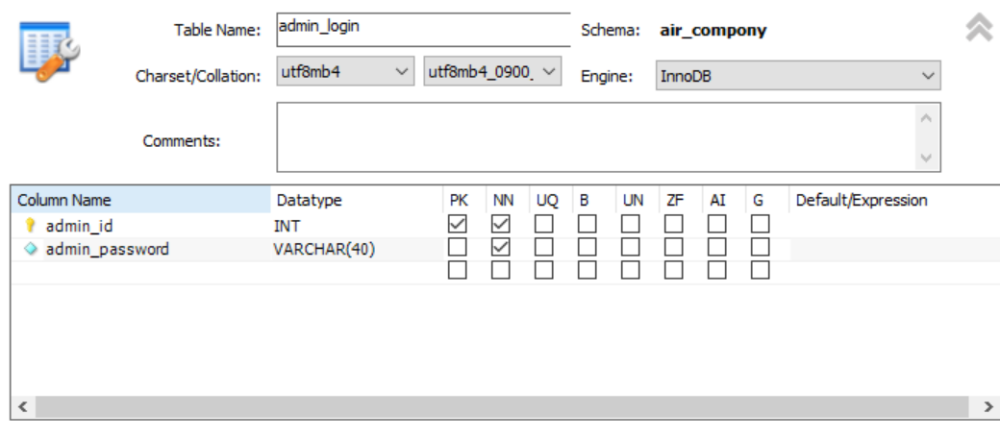 Table Name: admin_login Schema: air_compony
Charset/Collation: utf8mb4 utf8mb4_0900_ Engine: InnoDB
Comments:
Column Name Datatype PK NN UQ B UN ZF AI G Default/Expression
admin_id INT
admin_password VARCHAR(40)